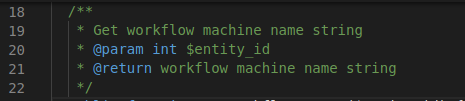 18 /**
19 * Get workflow machine name string
20 * @param int $entity_id
21 * @return workflow machine name string
22 */